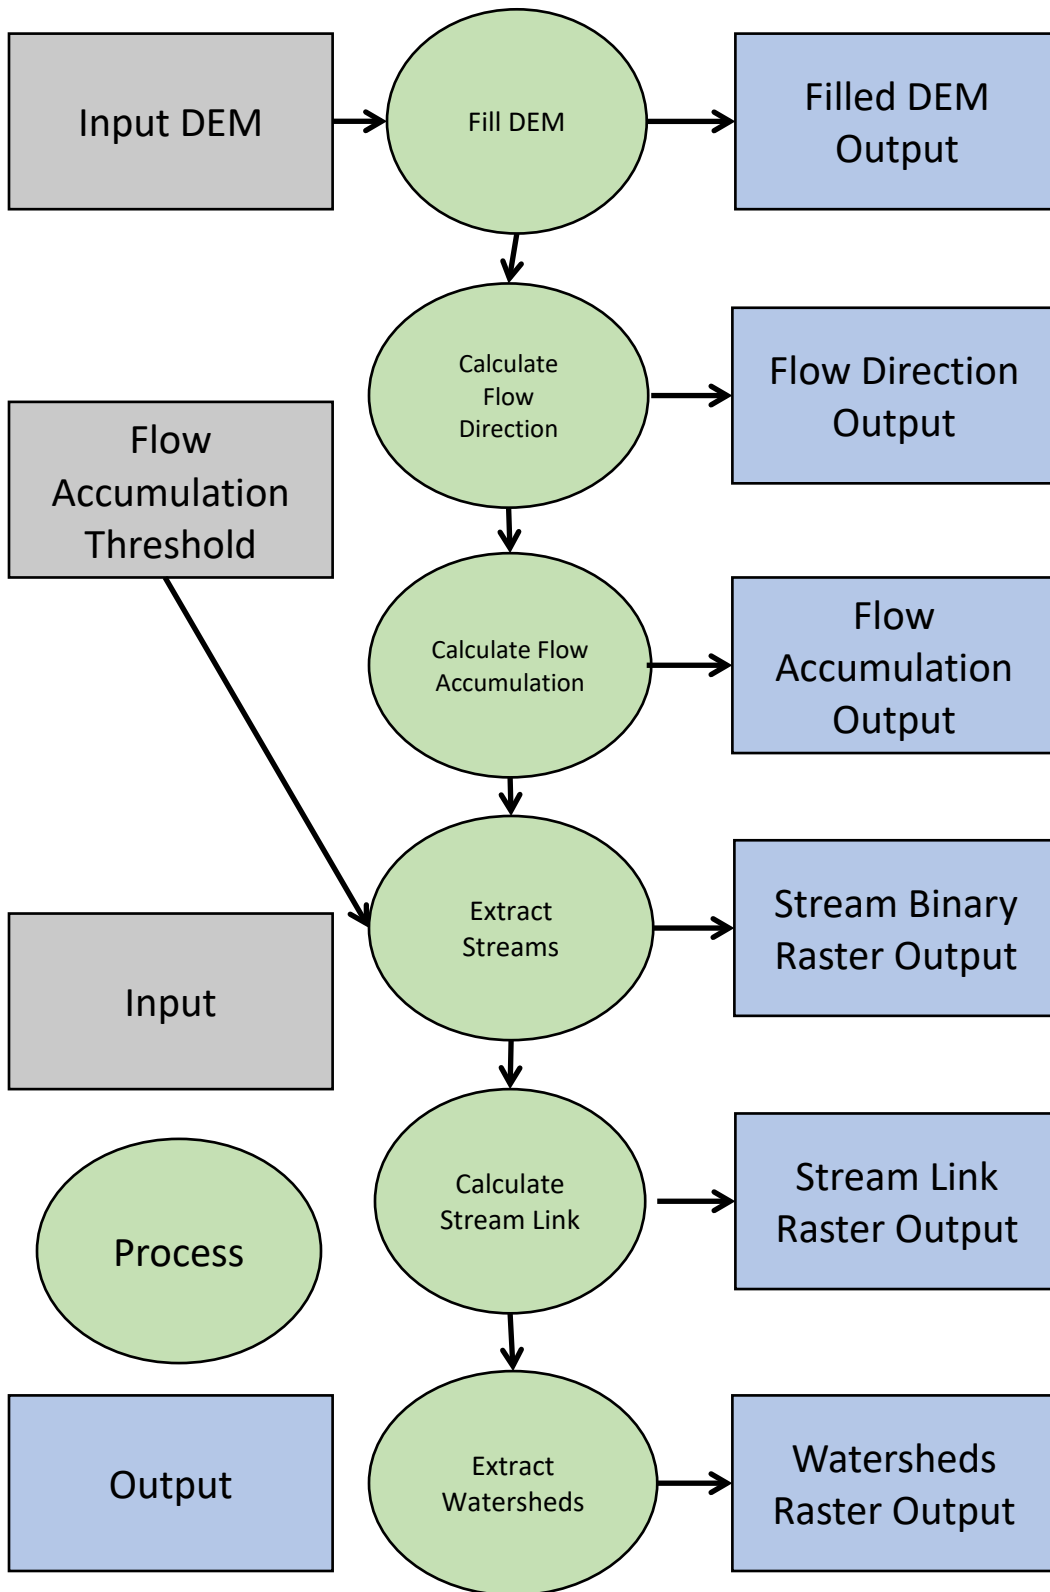 Input DEM
Fill DEM
Filled DEM
Output
Calculate
Flow
Direction
Flow Direction
Output
Flow
Accumulation
Threshold
Calculate Flow
Accumulation
Flow
Accumulation
Output
Extract
Streams
Stream Binary
Raster Output
Input
Calculate
Stream Link
Stream Link
Raster Output
Process
Extract
Watersheds
Watersheds
Raster Output
Output